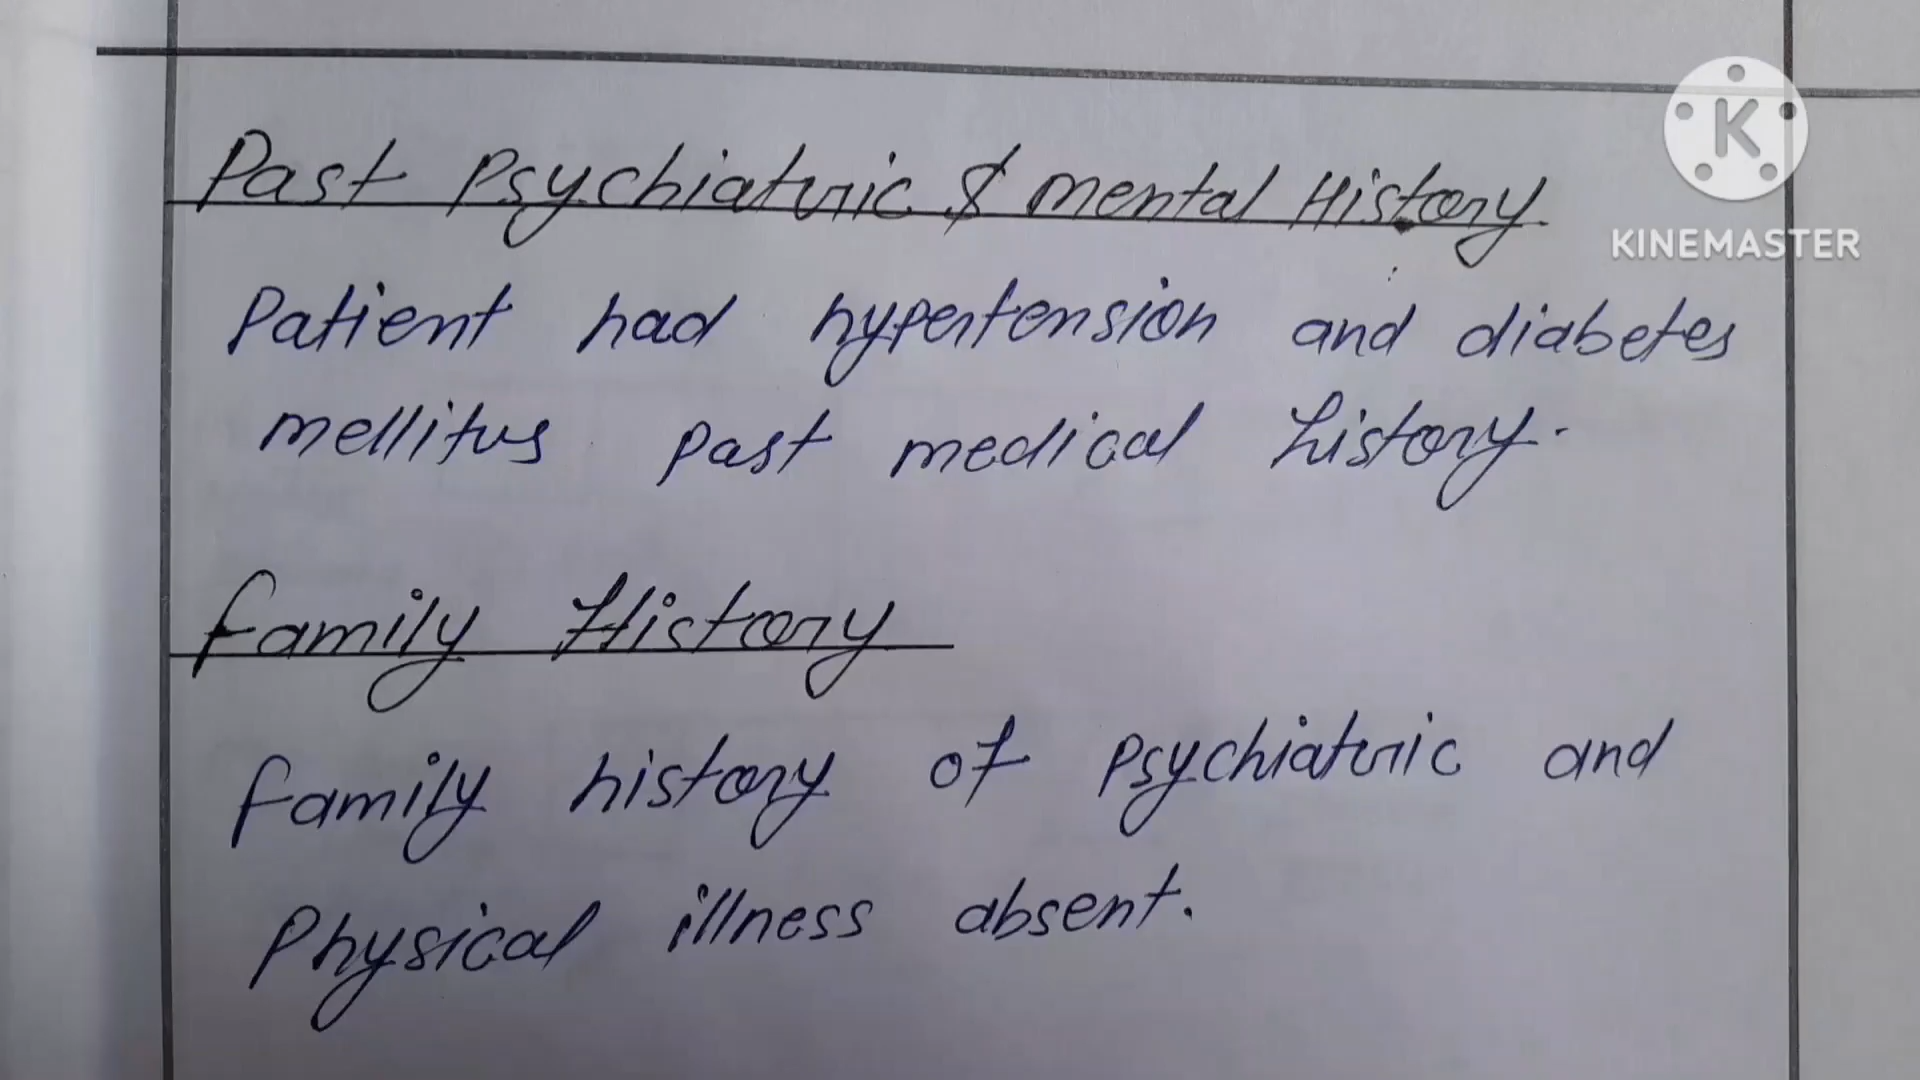 Past Psychiatric & mental History
K
KINEMASTER
Patient had hypertension and diabetes
mellitus past medical history.
Family History
Family history of psychiatric and
Physical illness absent.